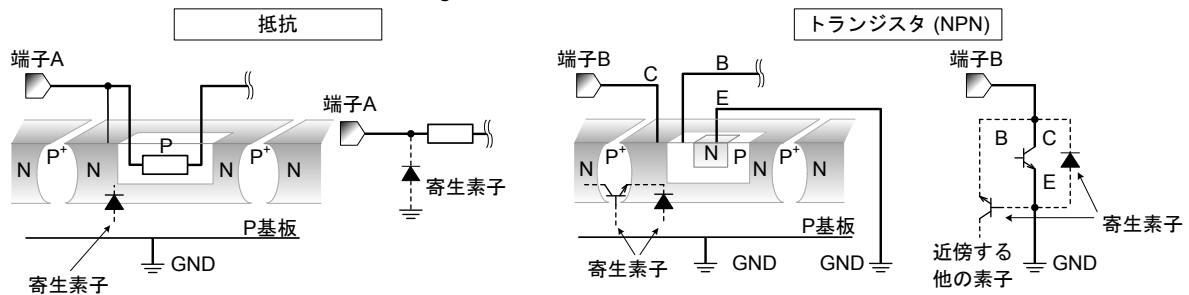 抵抗
トランジスタ (NPN)
端子A
端子A
N
P+
N
P
N
P+
N
寄生素子
P基板
GND
寄生素子
端子B
C
B
E
N
P+
N
N
P
N
P+
N
P基板
寄生素子
GND
GND
端子B
B
C
E
寄生素子
近傍する
他の素子
GND